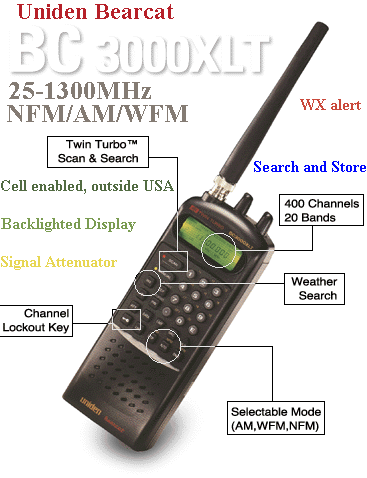 Uniden Bearcat
BC 3000XLT
25-1300MHz
NFM/AM/WFM
WX alert
Twin Turbo™
Scan & Search
Search and Store
Cell enabled, outside USA
400 Channels
20 Bands
Backlighted Display
Signal Attenuator
Weather
Search
Channel
Lockout Key
Selectable Mode
(AM,WFM,NFM)
uniden